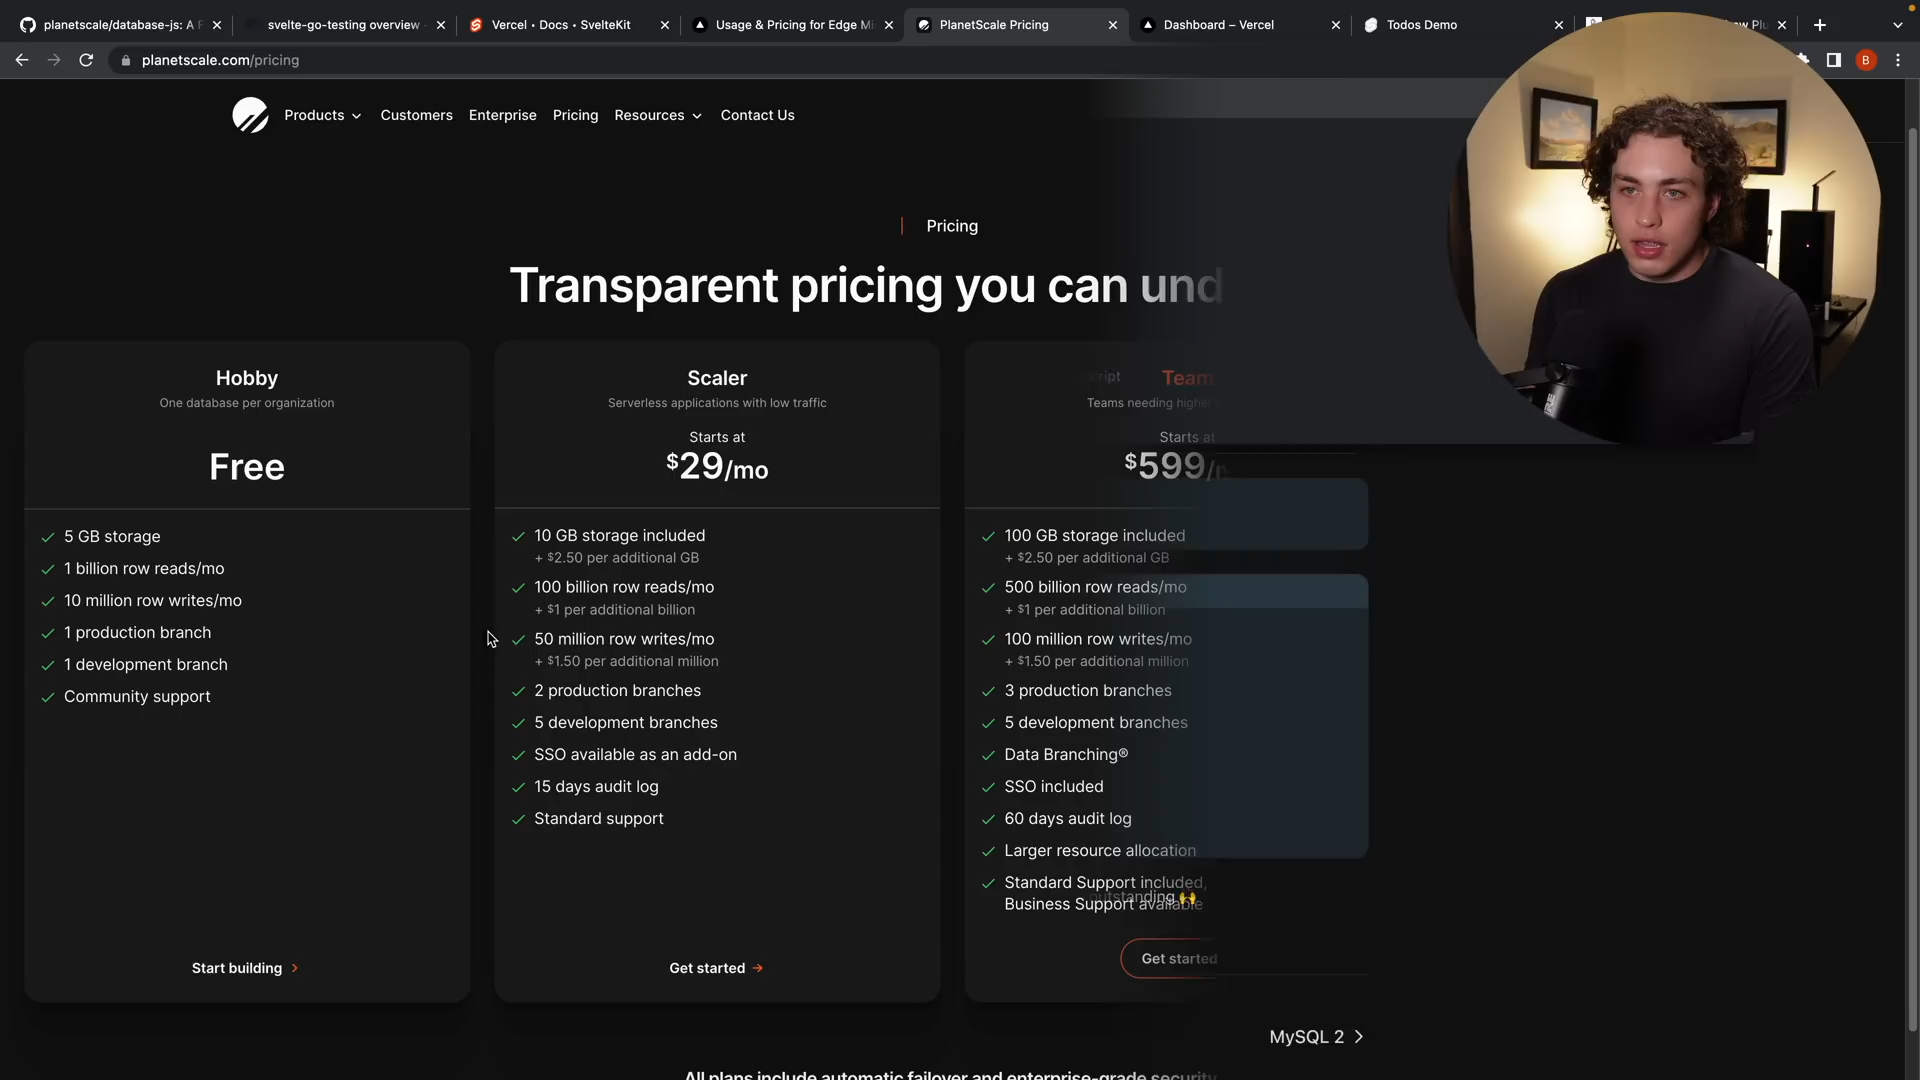 planetscale/database-js: A F
svelte-go-testing overview
Vercel • Docs • SvelteKit
Usage & Pricing for Edge Mi
PlanetScale Pricing
Dashboard – Vercel
Todos Demo
planetscale.com/pricing
B
Products
Customers
Enterprise
Pricing
Resources
Contact Us
Pricing
Transparent pricing you can und
Hobby
One database per organization
Free
5 GB storage
1 billion row reads/mo
10 million row writes/mo
1 production branch
1 development branch
Community support
Start building
Scaler
Serverless applications with low traffic
Starts at
$29/mo
10 GB storage included
+ $2.50 per additional GB
100 billion row reads/mo
+ $1 per additional billion
50 million row writes/mo
+ $1.50 per additional million
2 production branches
5 development branches
SSO available as an add-on
15 days audit log
Standard support
Get started
Team
Teams needing higher
Starts at
$599/m
100 GB storage included
+ $2.50 per additional GB
500 billion row reads/mo
+ $1 per additional billion
100 million row writes/mo
+ $1.50 per additional million
3 production branches
5 development branches
Data Branching®
SSO included
60 days audit log
Larger resource allocation
Standard Support included,
outstanding 🙌
Business Support available
Get started
MySQL 2
All plans include automatic failover and enterprise-grade security